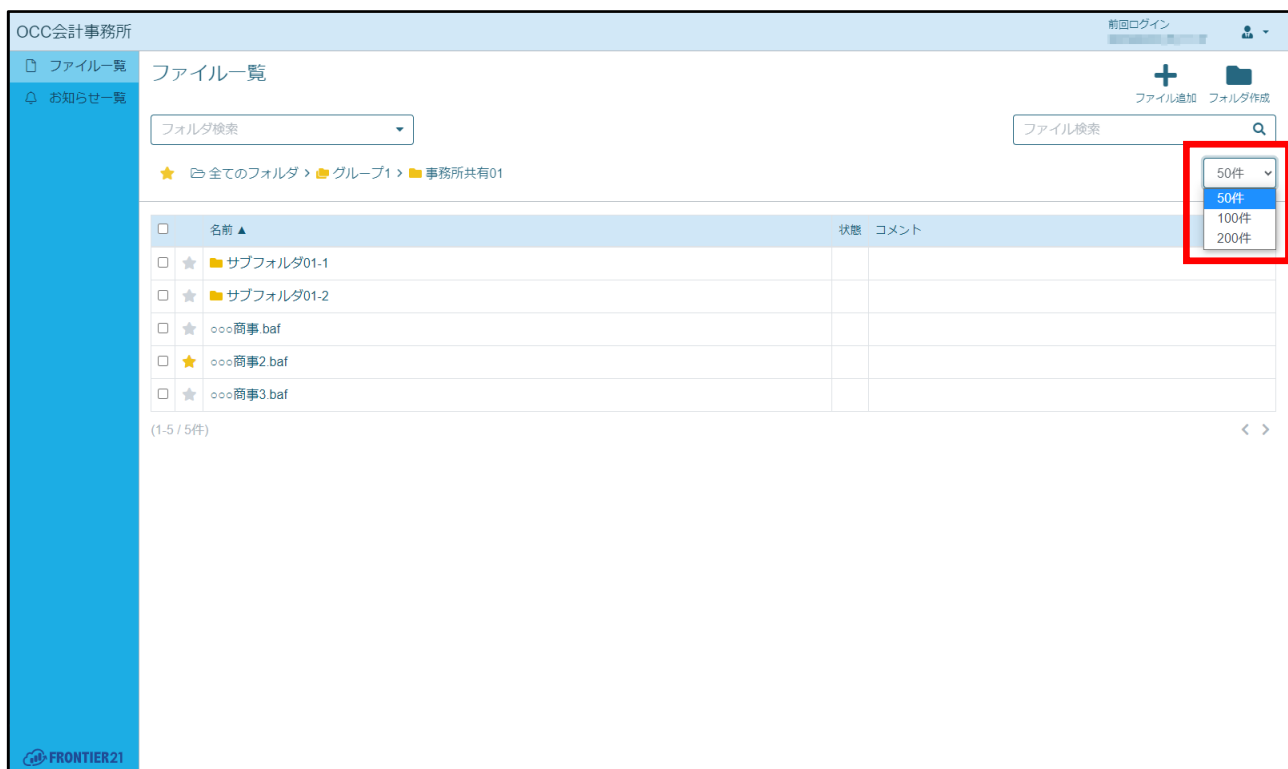 OCC会計事務所
前回ログイン
ファイル一覧
お知らせ一覧
ファイル一覧
ファイル追加 フォルダ作成
フォルダ検索
ファイル検索
全てのフォルダ > グループ1 > 事務所共有01
50件
50件
100件
200件
名前▲ 状態 コメント
サブフォルダ01-1
サブフォルダ01-2
○○○商事.baf
○○○商事2.baf
○○○商事3.baf
(1-5 / 5件) < >
FRONTIER21